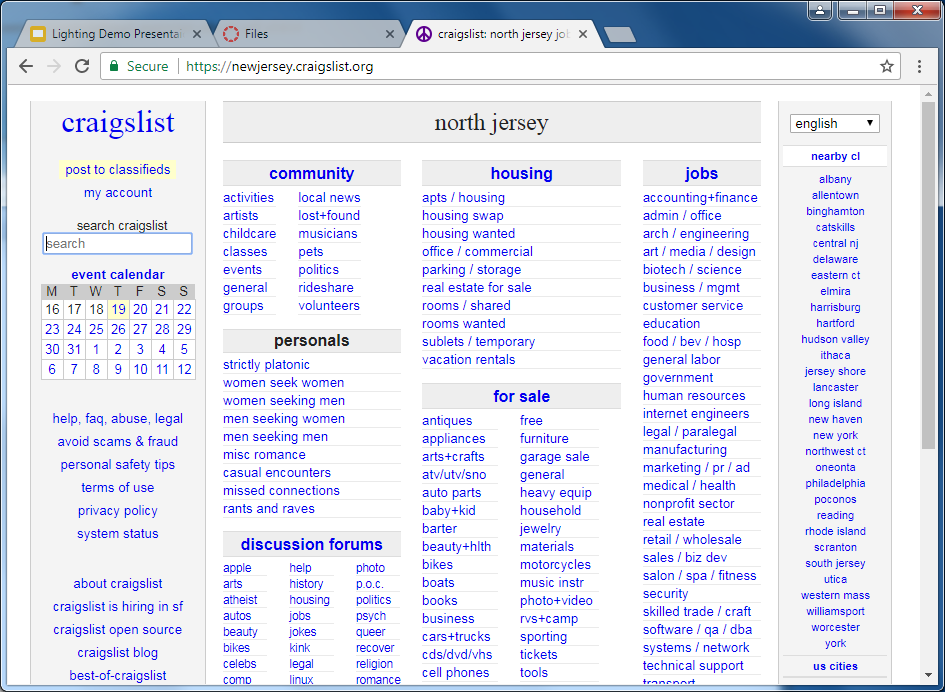 Lighting Demo Presenta
Files
craigslist: north jersey job
Secure
https://newjersey.craigslist.org
craigslist
post to classifieds
my account
search craigslist
search
event calendar
M T W T F S S
16 17 18 19 20 21 22
23 24 25 26 27 28 29
30 31 1 2 3 4 5
6 7 8 9 10 11 12
help, faq, abuse, legal
avoid scams & fraud
personal safety tips
terms of use
privacy policy
system status
about craigslist
craigslist is hiring in sf
craigslist open source
craigslist blog
best-of-craigslist
north jersey
community
activities local news
artists lost+found
childcare musicians
classes pets
events politics
general rideshare
groups volunteers
personals
strictly platonic
women seek women
women seeking men
men seeking women
men seeking men
misc romance
casual encounters
missed connections
rants and raves
discussion forums
apple help photo
arts history p.o.c.
atheist housing politics
autos jobs psych
beauty jokes queer
bikes kink recover
celebs legal religion
comp linux romance
housing
apts / housing
housing swap
housing wanted
office / commercial
parking / storage
real estate for sale
rooms / shared
rooms wanted
sublets / temporary
vacation rentals
for sale
antiques free
appliances furniture
arts+crafts garage sale
atv/utv/sno general
auto parts heavy equip
baby+kid household
barter jewelry
beauty+hlth materials
bikes motorcycles
boats music instr
books photo+video
business rvs+camp
cars+trucks sporting
cds/dvd/vhs tickets
cell phones tools
jobs
accounting+finance
admin / office
arch / engineering
art / media / design
biotech / science
business / mgmt
customer service
education
food / bev / hosp
general labor
government
human resources
internet engineers
legal / paralegal
manufacturing
marketing / pr / ad
medical / health
nonprofit sector
real estate
retail / wholesale
sales / biz dev
salon / spa / fitness
security
skilled trade / craft
software / qa / dba
systems / network
technical support
transport
english
nearby cl
albany
allentown
binghamton
catskills
central nj
delaware
eastern ct
elmira
harrisburg
hartford
hudson valley
ithaca
jersey shore
lancaster
long island
new haven
new york
northwest ct
oneonta
philadelphia
poconos
reading
rhode island
scranton
south jersey
utica
western mass
williamsport
worcester
york
us cities